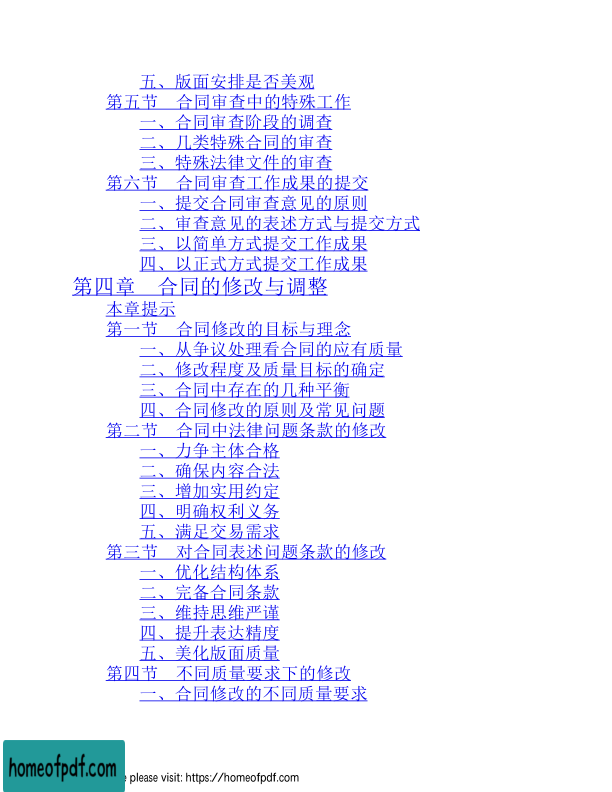 五、版面安排是否美观
第五节　合同审查中的特殊工作
一、合同审查阶段的调查
二、几类特殊合同的审查
三、特殊法律文件的审查
第六节　合同审查工作成果的提交
一、提交合同审查意见的原则
二、审查意见的表述方式与提交方式
三、以简单方式提交工作成果
四、以正式方式提交工作成果
第四章　合同的修改与调整
本章提示
第一节　合同修改的目标与理念
一、从争议处理看合同的应有质量
二、修改程度及质量目标的确定
三、合同中存在的几种平衡
四、合同修改的原则及常见问题
第二节　合同中法律问题条款的修改
一、力争主体合格
二、确保内容合法
三、增加实用约定
四、明确权利义务
五、满足交易需求
第三节　对合同表述问题条款的修改
一、优化结构体系
二、完备合同条款
三、维持思维严谨
四、提升表达精度
五、美化版面质量
第四节　不同质量要求下的修改
一、合同修改的不同质量要求
homeofpdf.com
please visit: https://homeofpdf.com